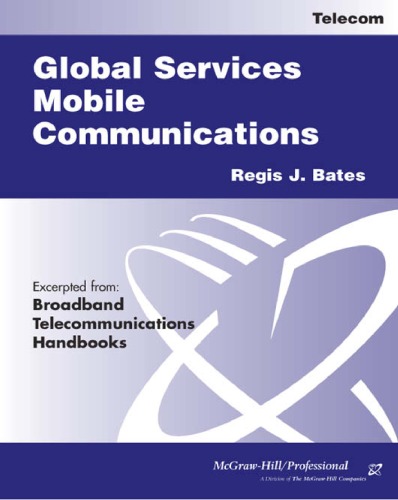 Telecom
Global Services
Mobile
Communications
Regis J. Bates
Excerpted from:
Broadband
Telecommunications
Handbooks
McGraw-Hill/Professional
A Division of The McGraw-Hill Companies